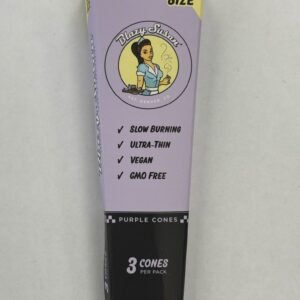 SIZE
Blazy Susan
SLOW BURNING
ULTRA-THIN
VEGAN
GMO FREE
PURPLE CONES
3 CONES
PER PACK